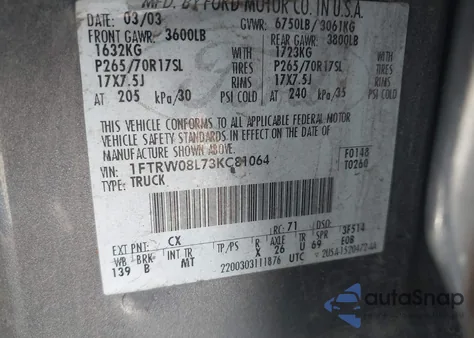 MFD. BY FORD MOTOR CO. IN U.S.A.
DATE: 03/03 GVWR: 6750LB/ 3061KG
FRONT GAWR: 3600LB REAR GAWR: 3800LB
1632KG 1723KG
P265/70R17SL TIRES P265/70R17SL TIRES
17X7.5J RIMS 17X7.5J RIMS
AT 205 kPa/30 PSI COLD AT 240 kPa/35 PSI COLD
THIS VEHICLE CONFORMS TO ALL APPLICABLE FEDERAL MOTOR
VEHICLE SAFETY STANDARDS IN EFFECT ON THE DATE OF
MANUFACTURE SHOWN ABOVE.
VIN: 1FTRW08L73KC81064 F0148
TYPE: TRUCK T0260
EXT PNT: CX RC: 71 DSO: 3F514
WB BRK INT TR TP/PS R AXLE TR SPR
139 B MT X 26 U 69 EOB
2200303111876 UTC
autoSnap